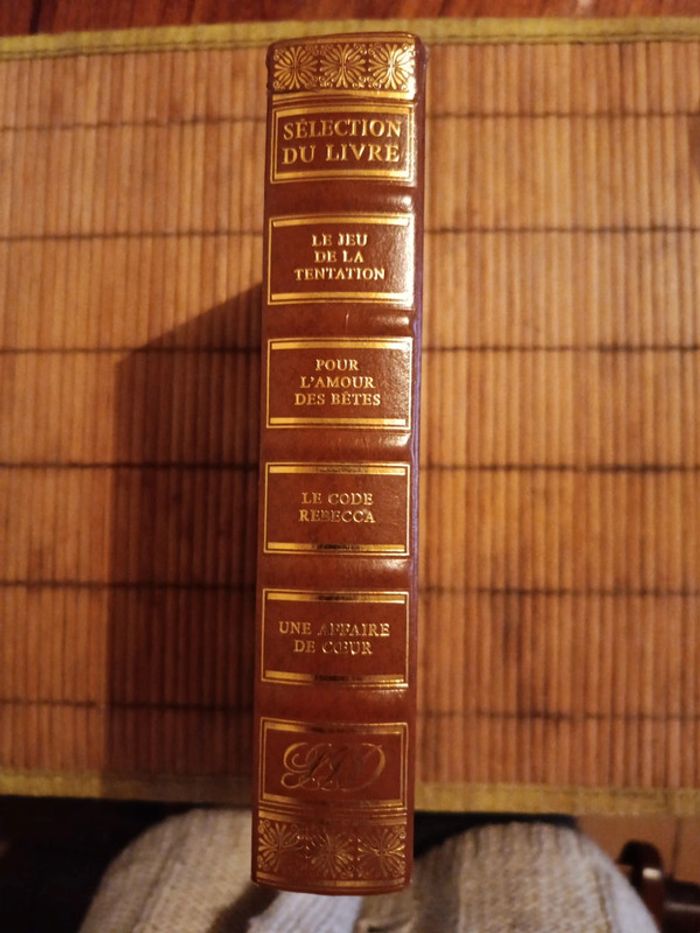 SÉLECTION
DU LIVRE
LE JEU
DE LA
TENTATION
POUR
L'AMOUR
DES BÊTES
LE CODE
REBECCA
UNE AFFAIRE
DE CŒUR